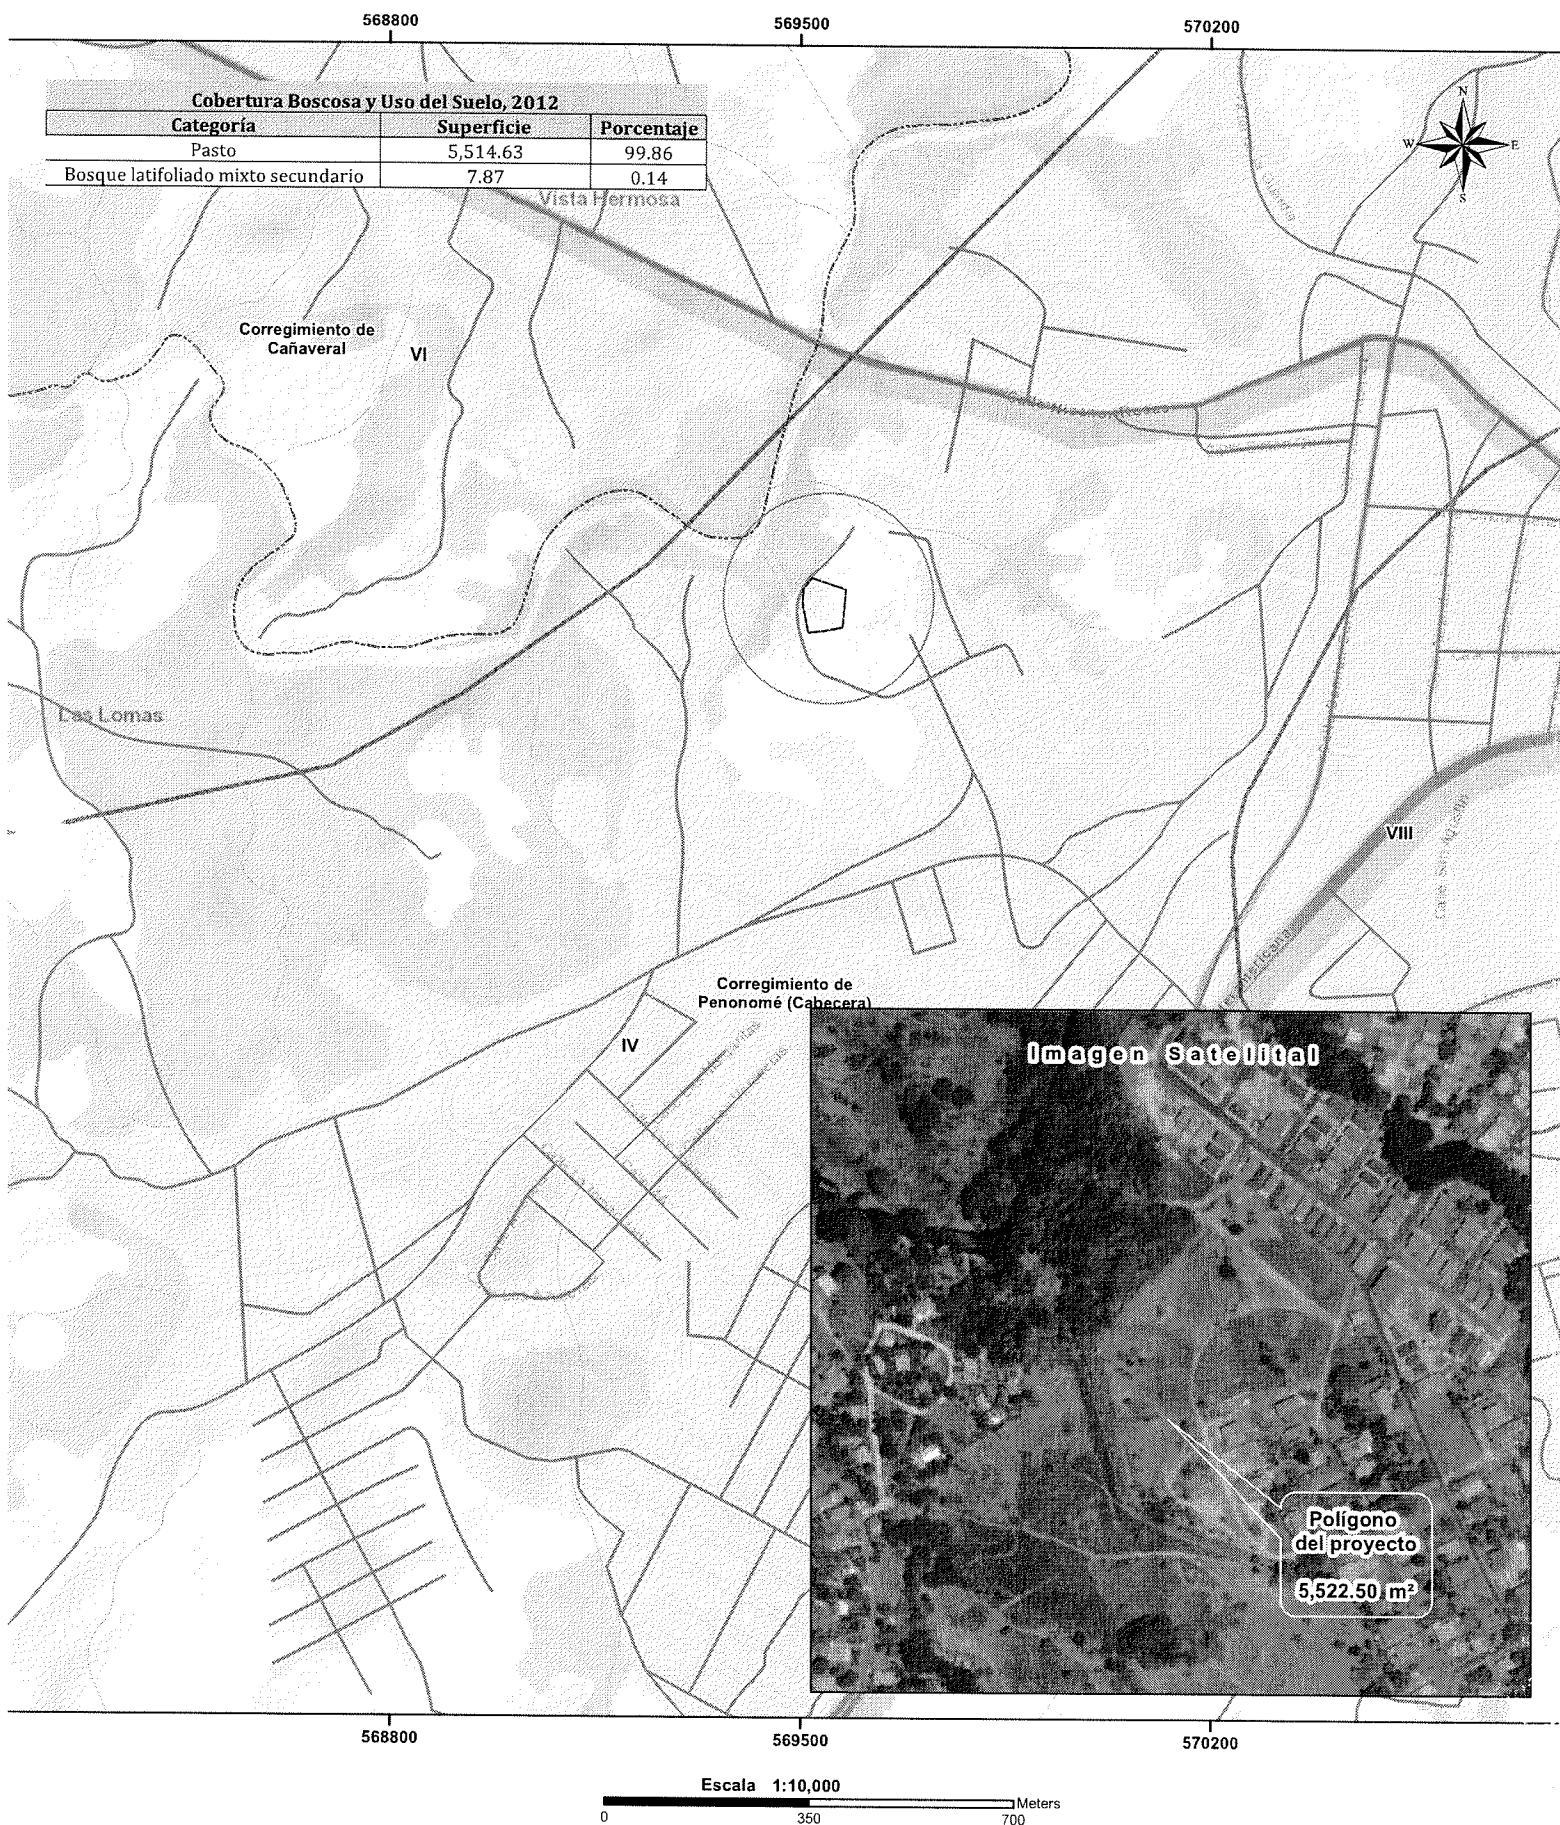 568800
569500
570200
Cobertura Boscosa y Uso del Suelo, 2012
Categoría Superficie Porcentaje
Pasto 5,514.63 99.86
Bosque latifoliado mixto secundario 7.87 0.14
N
W E
S
Vista Hermosa
Corregimiento de
Cañaveral
VI
Las Lomas
VIII
Corregimiento de
Penonomé (Cabecera)
IV
Imagen Satelital
Polígono
del proyecto
5,522.50 m²
568800
569500
570200
Escala 1:10,000
Meters
0 350 700